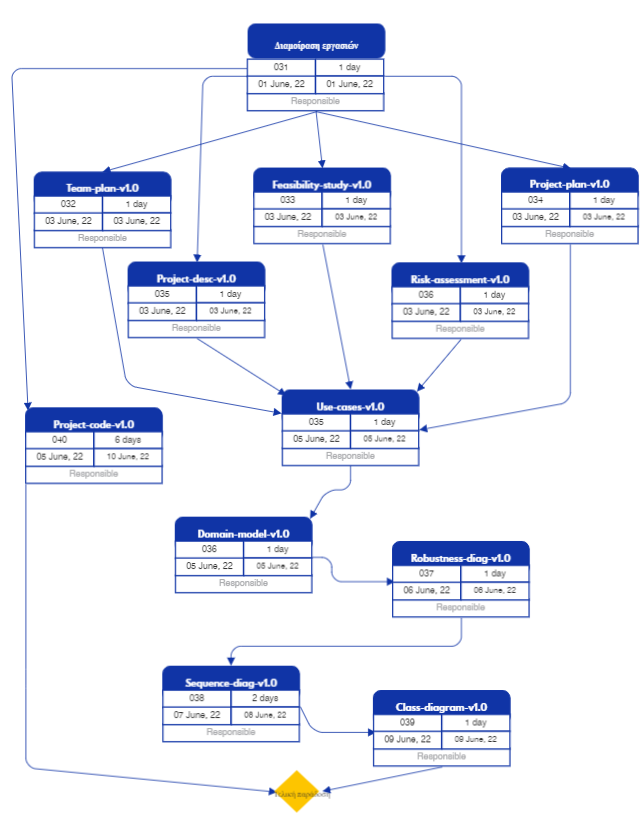 Διαμοίραση εργασιών
031 1 day
01 June, 22 01 June, 22
Responsible
Team-plan-v1.0
032 1 day
03 June, 22 03 June, 22
Responsible
Feasibility-study-v1.0
033 1 day
03 June, 22 03 June, 22
Responsible
Project-plan-v1.0
034 1 day
03 June, 22 03 June, 22
Responsible
Project-desc-v1.0
035 1 day
03 June, 22 03 June, 22
Responsible
Risk-assessment-v1.0
036 1 day
03 June, 22 03 June, 22
Responsible
Use-cases-v1.0
035 1 day
05 June, 22 05 June, 22
Responsible
Project-code-v1.0
040 6 days
05 June, 22 10 June, 22
Responsible
Domain-model-v1.0
036 1 day
05 June, 22 05 June, 22
Responsible
Robustness-diag-v1.0
037 1 day
06 June, 22 06 June, 22
Responsible
Sequence-diag-v1.0
038 2 days
07 June, 22 08 June, 22
Responsible
Class-diagram-v1.0
039 1 day
09 June, 22 09 June, 22
Responsible